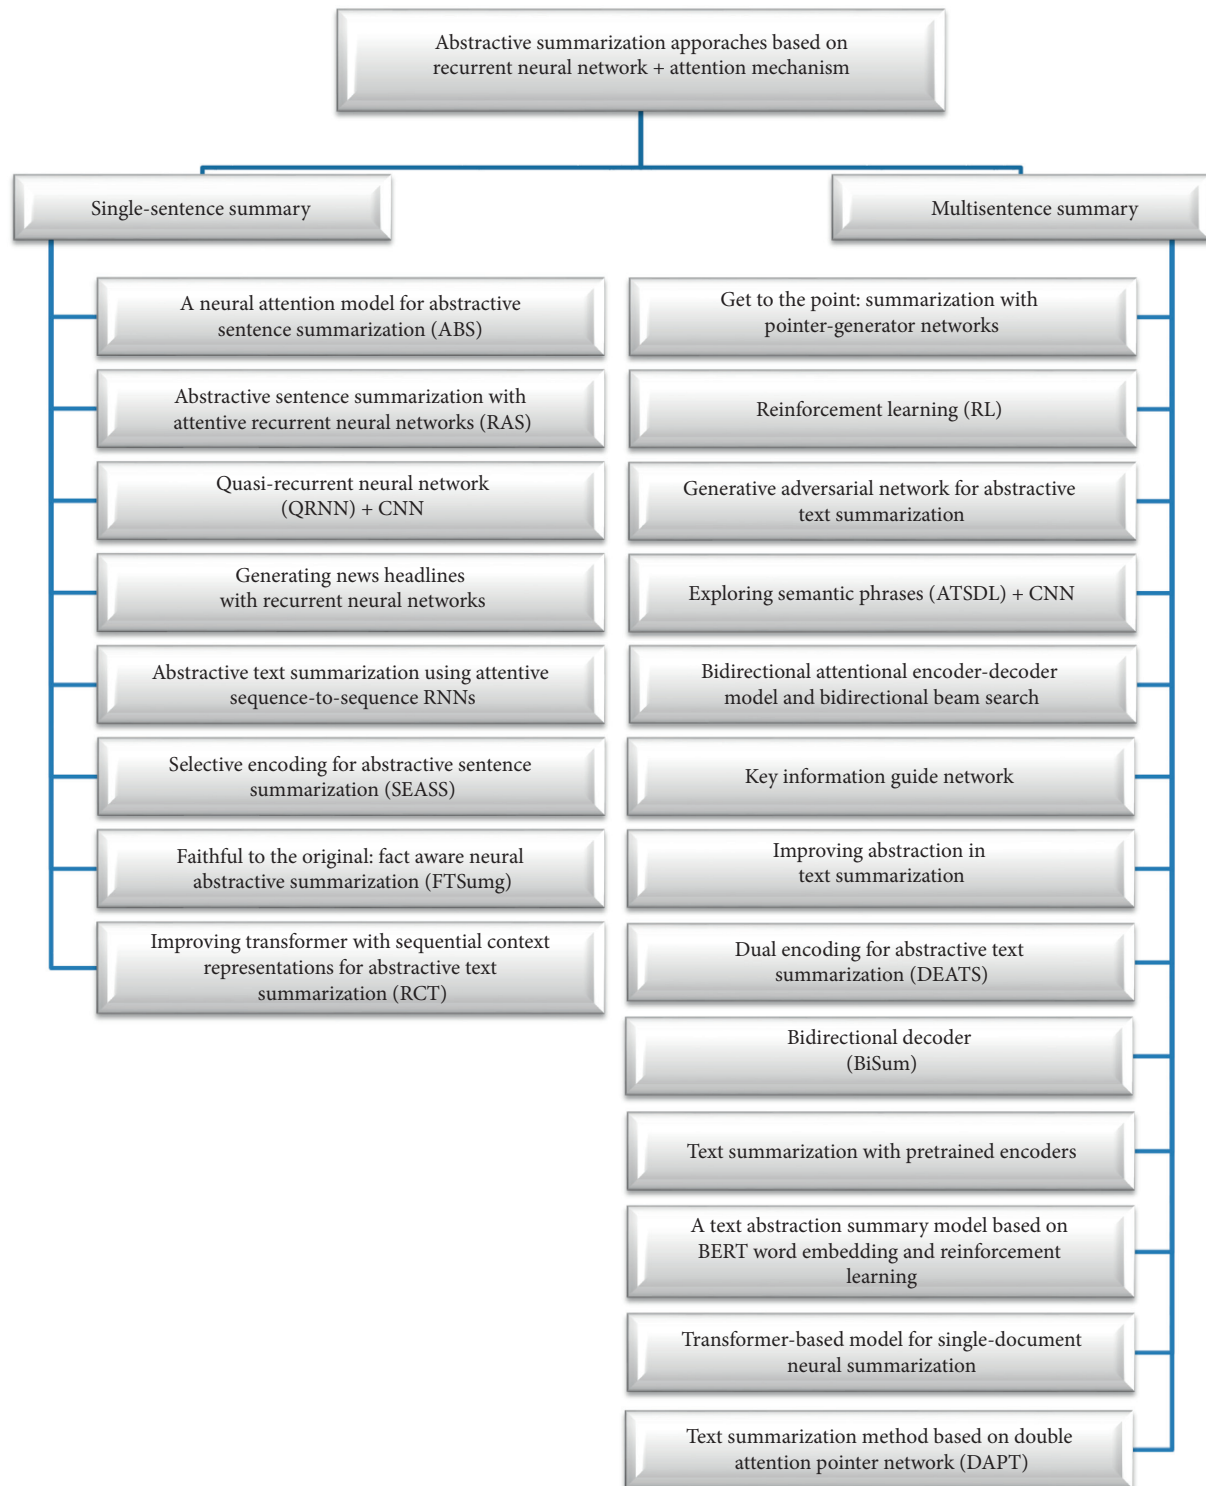 Abstractive summarization apporaches based on
recurrent neural network + attention mechanism
Single-sentence summary
A neural attention model for abstractive
sentence summarization (ABS)
Abstractive sentence summarization with
attentive recurrent neural networks (RAS)
Quasi-recurrent neural network
(QRNN) + CNN
Generating news headlines
with recurrent neural networks
Abstractive text summarization using attentive
sequence-to-sequence RNNs
Selective encoding for abstractive sentence
summarization (SEASS)
Faithful to the original: fact aware neural
abstractive summarization (FTSumg)
Improving transformer with sequential context
representations for abstractive text
summarization (RCT)
Multisentence summary
Get to the point: summarization with
pointer-generator networks
Reinforcement learning (RL)
Generative adversarial network for abstractive
text summarization
Exploring semantic phrases (ATSDL) + CNN
Bidirectional attentional encoder-decoder
model and bidirectional beam search
Key information guide network
Improving abstraction in
text summarization
Dual encoding for abstractive text
summarization (DEATS)
Bidirectional decoder
(BiSum)
Text summarization with pretrained encoders
A text abstraction summary model based on
BERT word embedding and reinforcement
learning
Transformer-based model for single-document
neural summarization
Text summarization method based on double
attention pointer network (DAPT)